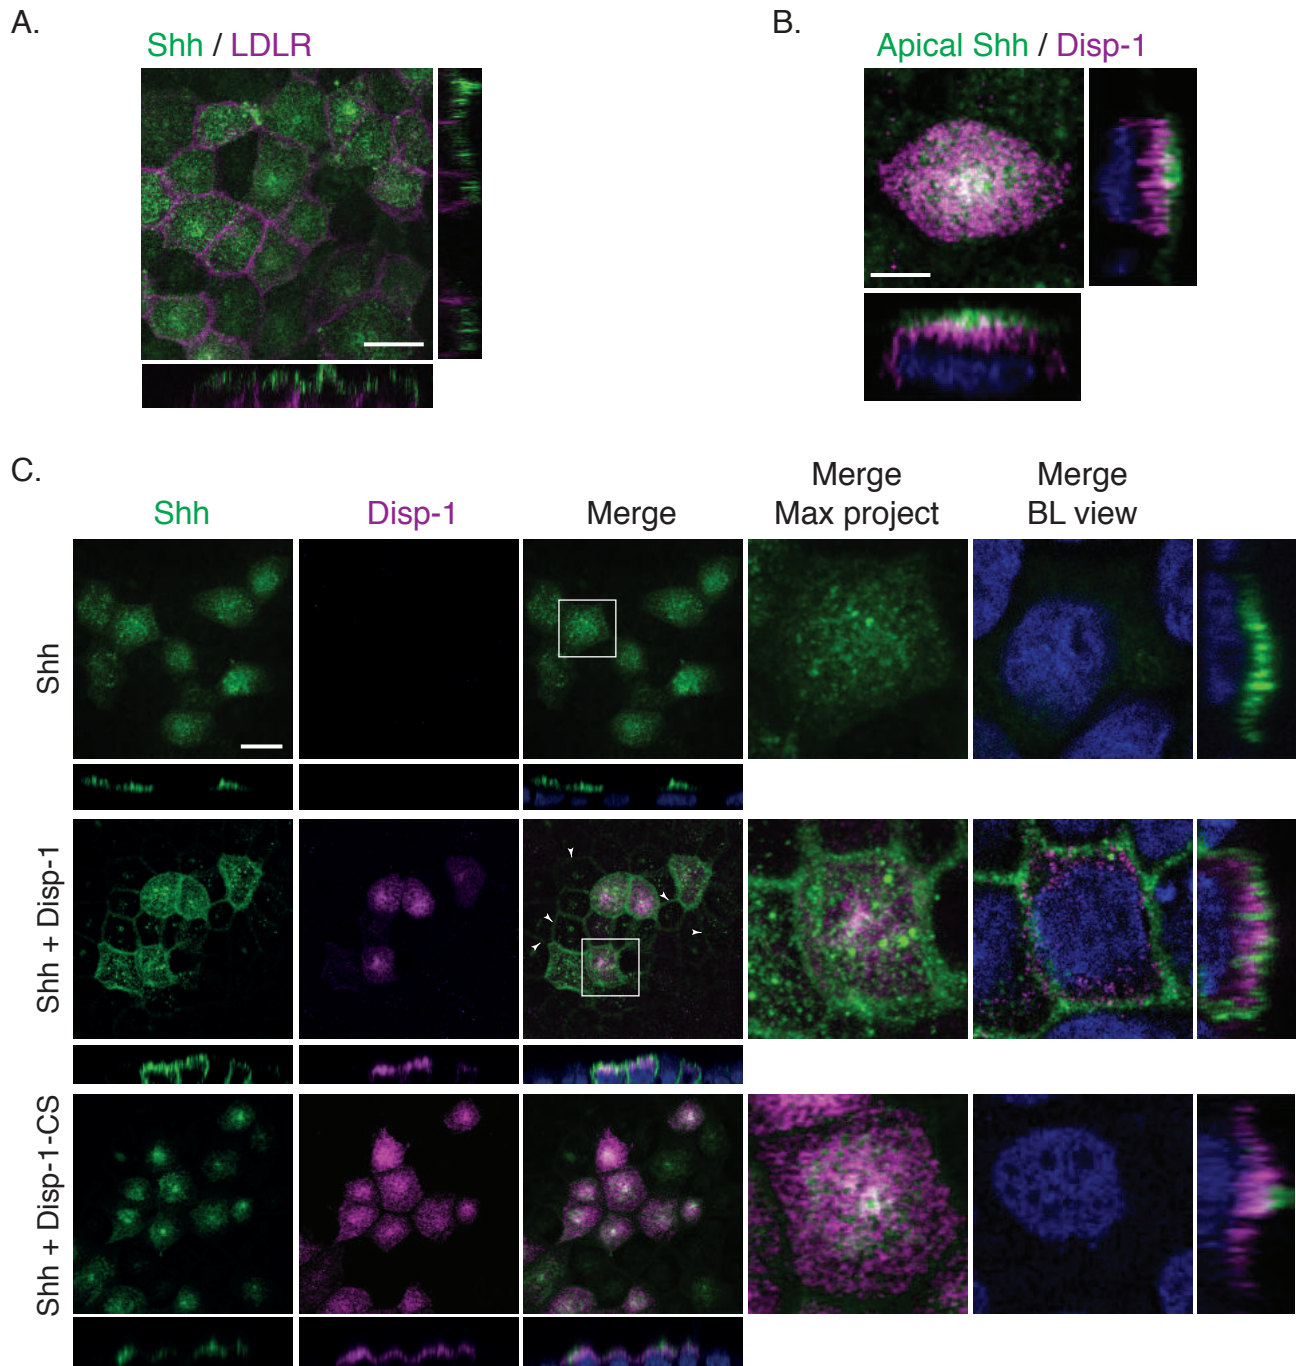 A.
Shh / LDLR
B.
Apical Shh / Disp-1
C.
Shh
Disp-1
Merge
Merge
Max project
Merge
BL view
Shh
Shh + Disp-1
Shh + Disp-1-CS